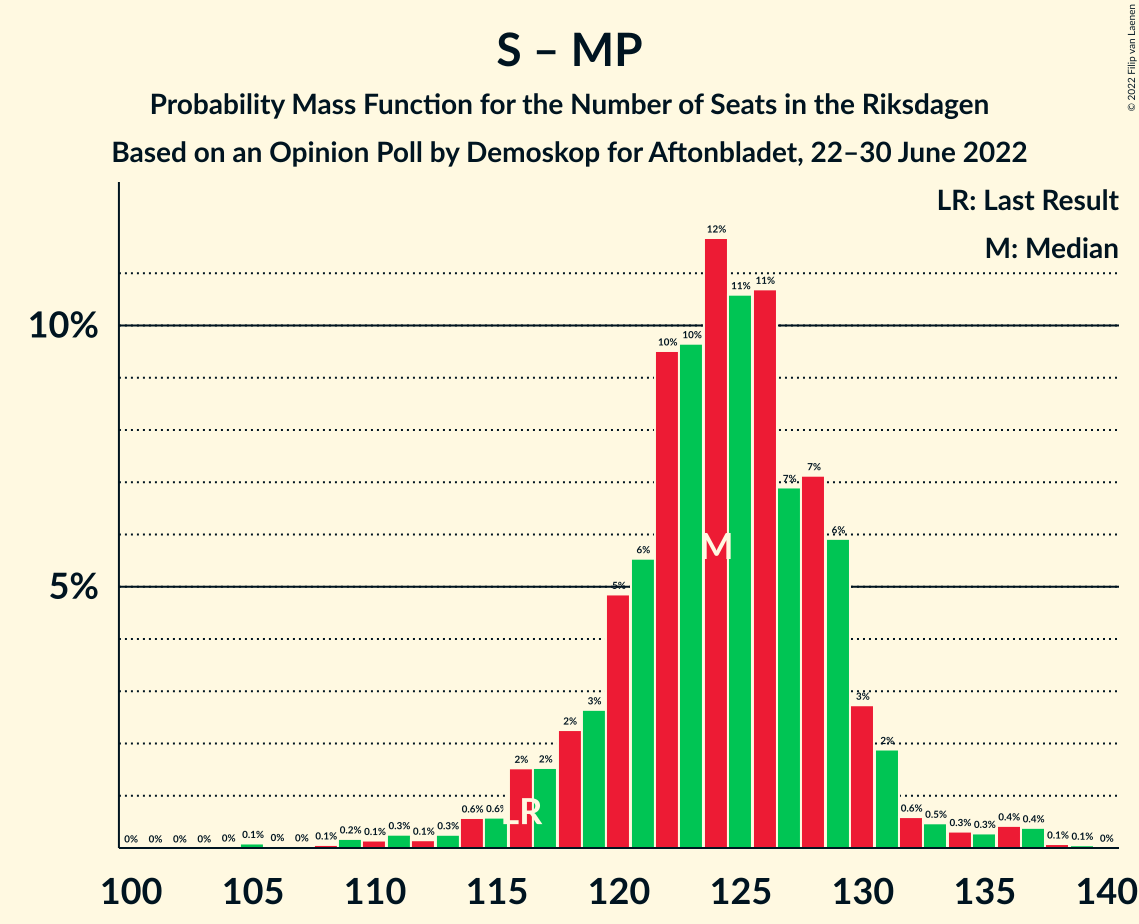 S – MP
Probability Mass Function for the Number of Seats in the Riksdagen
Based on an Opinion Poll by Demoskop for Aftonbladet, 22–30 June 2022
© 2022 Filip van Laenen
LR: Last Result
M: Median
10%
5%
0% 0% 0% 0% 0% 0.1% 0% 0% 0.1% 0.2% 0.1% 0.3% 0.1% 0.3% 0.6% 0.6% 2% 2% 2% 3% 5% 6% 10% 10% 12% 11% 11% 7% 7% 6% 3% 2% 0.6% 0.5% 0.3% 0.3% 0.4% 0.4% 0.1% 0.1% 0%
M
LR
100 105 110 115 120 125 130 135 140